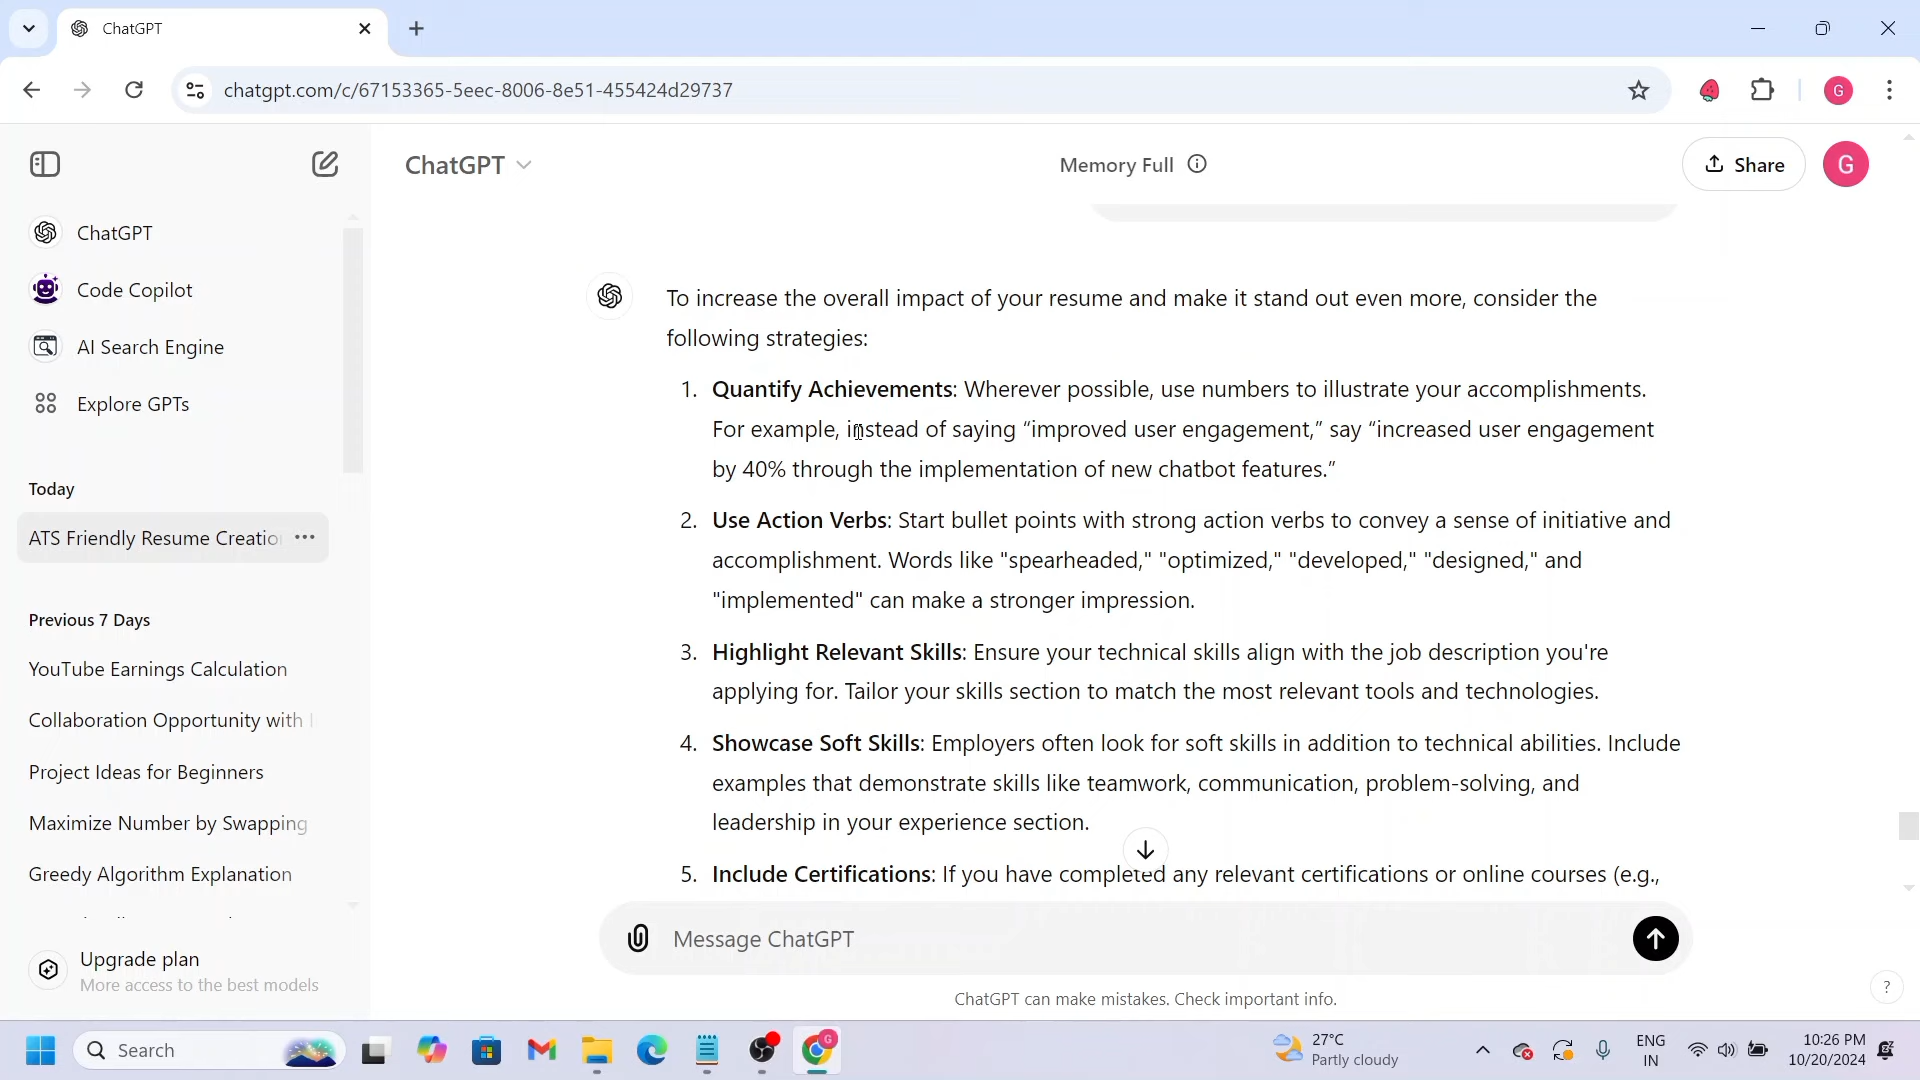 ChatGPT
chatgpt.com/c/67153365-5eec-8006-8e51-455424d29737
G
ChatGPT
Memory Full
Share
G
ChatGPT
Code Copilot
AI Search Engine
Explore GPTs
Today
ATS Friendly Resume Creatio
Previous 7 Days
YouTube Earnings Calculation
Collaboration Opportunity with
Project Ideas for Beginners
Maximize Number by Swapping
Greedy Algorithm Explanation
Upgrade plan
More access to the best models
To increase the overall impact of your resume and make it stand out even more, consider the
following strategies:
1. Quantify Achievements: Wherever possible, use numbers to illustrate your accomplishments.
For example, instead of saying “improved user engagement,” say “increased user engagement
by 40% through the implementation of new chatbot features.”
2. Use Action Verbs: Start bullet points with strong action verbs to convey a sense of initiative and
accomplishment. Words like "spearheaded," "optimized," "developed," "designed," and
"implemented" can make a stronger impression.
3. Highlight Relevant Skills: Ensure your technical skills align with the job description you're
applying for. Tailor your skills section to match the most relevant tools and technologies.
4. Showcase Soft Skills: Employers often look for soft skills in addition to technical abilities. Include
examples that demonstrate skills like teamwork, communication, problem-solving, and
leadership in your experience section.
5. Include Certifications: If you have completed any relevant certifications or online courses (e.g.,
Message ChatGPT
ChatGPT can make mistakes. Check important info.
?
Search
G
27°C
Partly cloudy
ENG
IN
10:26 PM
10/20/2024